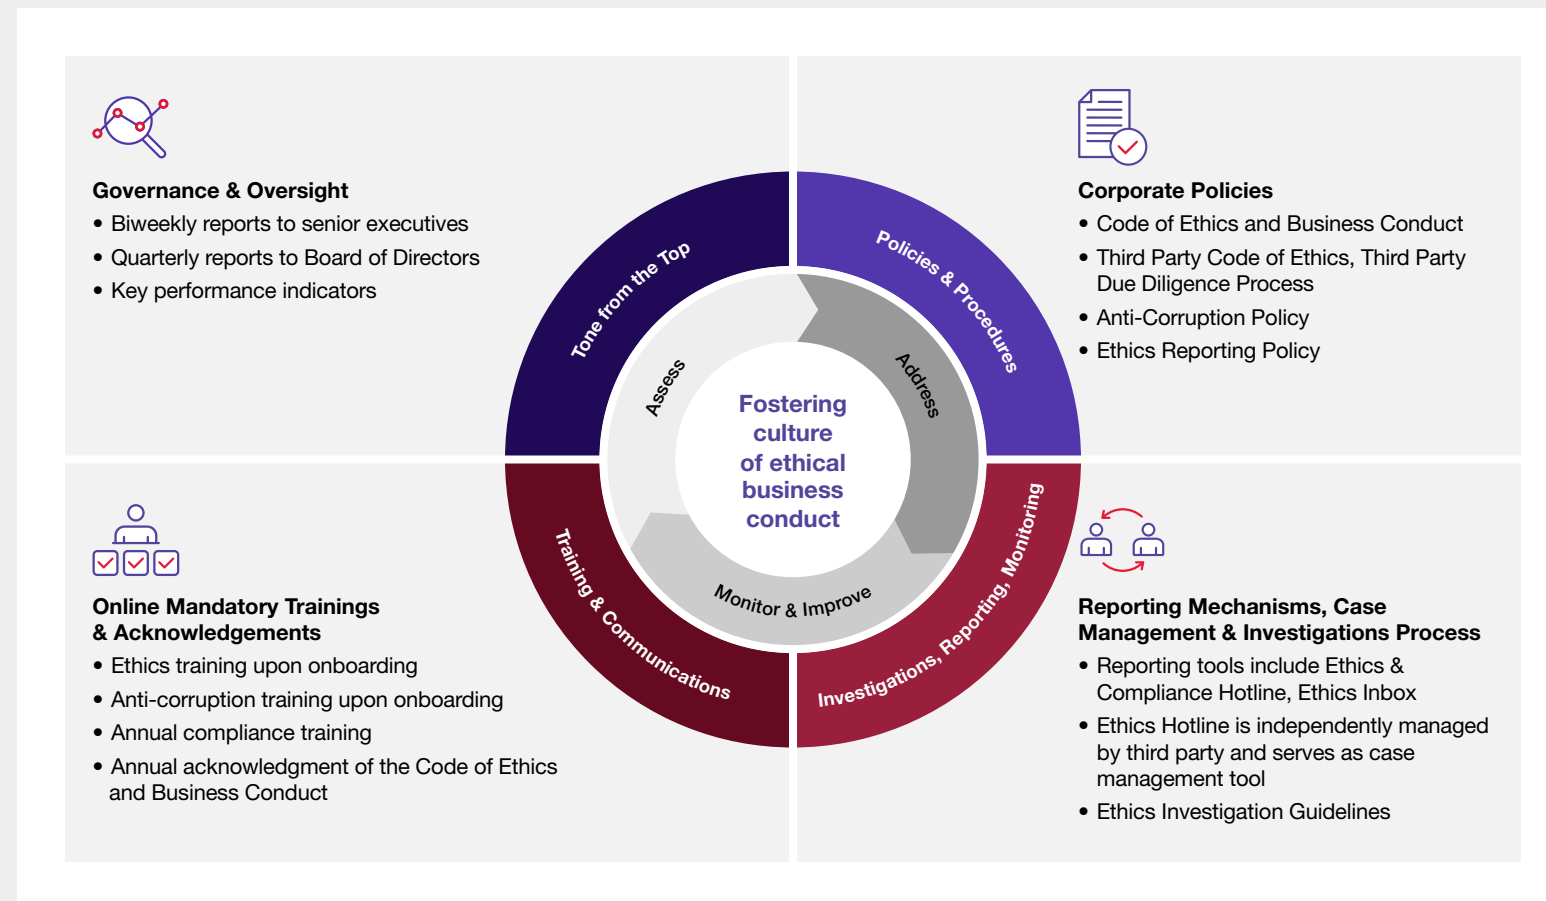 Governance & Oversight
• Biweekly reports to senior executives
• Quarterly reports to Board of Directors
• Key performance indicators
Corporate Policies
• Code of Ethics and Business Conduct
• Third Party Code of Ethics, Third Party
Due Diligence Process
• Anti-Corruption Policy
• Ethics Reporting Policy
Tone from the Top
Policies & Procedures
Assess
Address
Fostering
culture
of ethical
business
conduct
Monitor & Improve
Training & Communications
Investigations, Reporting, Monitoring
Online Mandatory Trainings
& Acknowledgements
• Ethics training upon onboarding
• Anti-corruption training upon onboarding
• Annual compliance training
• Annual acknowledgment of the Code of Ethics
and Business Conduct
Reporting Mechanisms, Case
Management & Investigations Process
• Reporting tools include Ethics &
Compliance Hotline, Ethics Inbox
• Ethics Hotline is independently managed
by third party and serves as case
management tool
• Ethics Investigation Guidelines